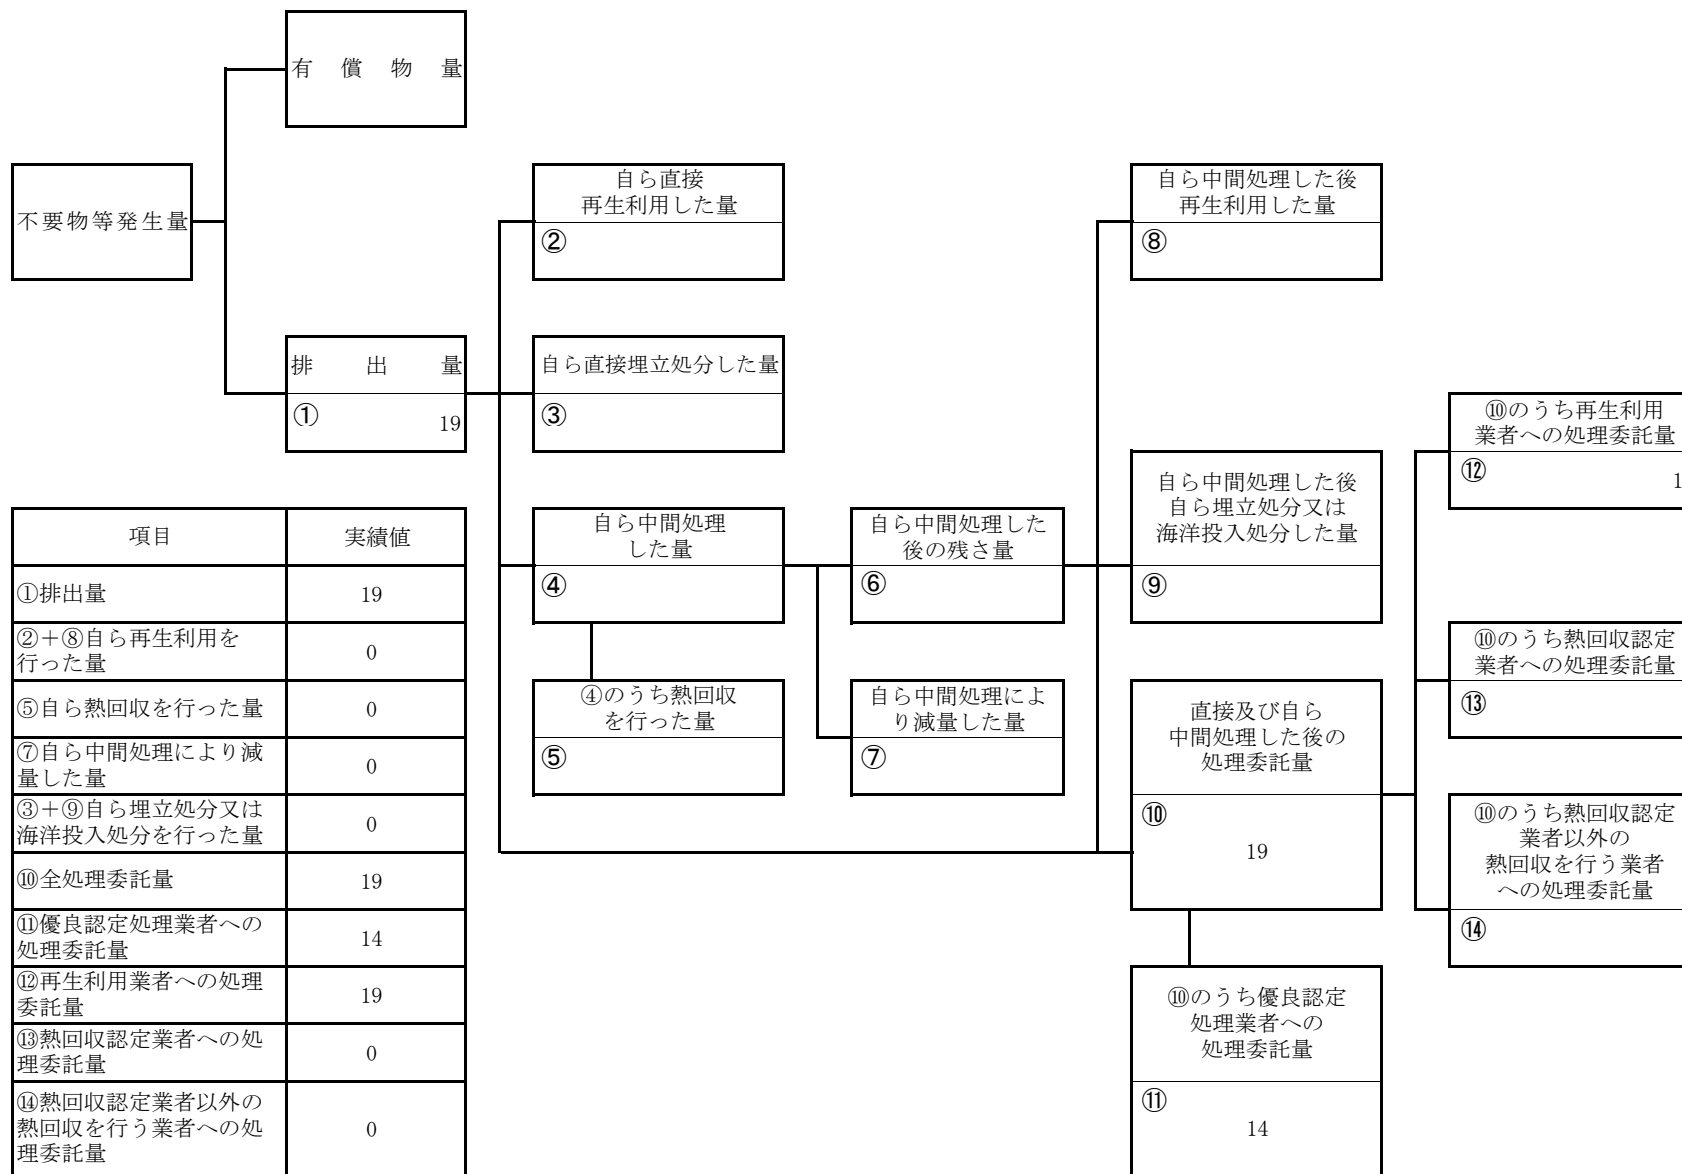 有償物量
不要物等発生量
排出量
①
19
自ら直接
再生利用した量
②
自ら直接埋立処分した量
③
自ら中間処理
した量
④
④のうち熱回収
を行った量
⑤
自ら中間処理した
後の残さ量
⑥
自ら中間処理によ
り減量した量
⑦
自ら中間処理した後
再生利用した量
⑧
自ら中間処理した後
自ら埋立処分又は
海洋投入処分した量
⑨
直接及び自ら
中間処理した後の
処理委託量
⑩
19
⑩のうち優良認定
処理業者への
処理委託量
⑪
14
⑩のうち再生利用
業者への処理委託量
⑫
1
⑩のうち熱回収認定
業者への処理委託量
⑬
⑩のうち熱回収認定
業者以外の
熱回収を行う業者
への処理委託量
⑭
項目 実績値
①排出量 19
②+⑧自ら再生利用を
行った量 0
⑤自ら熱回収を行った量 0
⑦自ら中間処理により減
量した量 0
③+⑨自ら埋立処分又は
海洋投入処分を行った量 0
⑩全処理委託量 19
⑪優良認定処理業者への
処理委託量 14
⑫再生利用業者への処理
委託量 19
⑬熱回収認定業者への処
理委託量 0
⑭熱回収認定業者以外の
熱回収を行う業者への処
理委託量 0